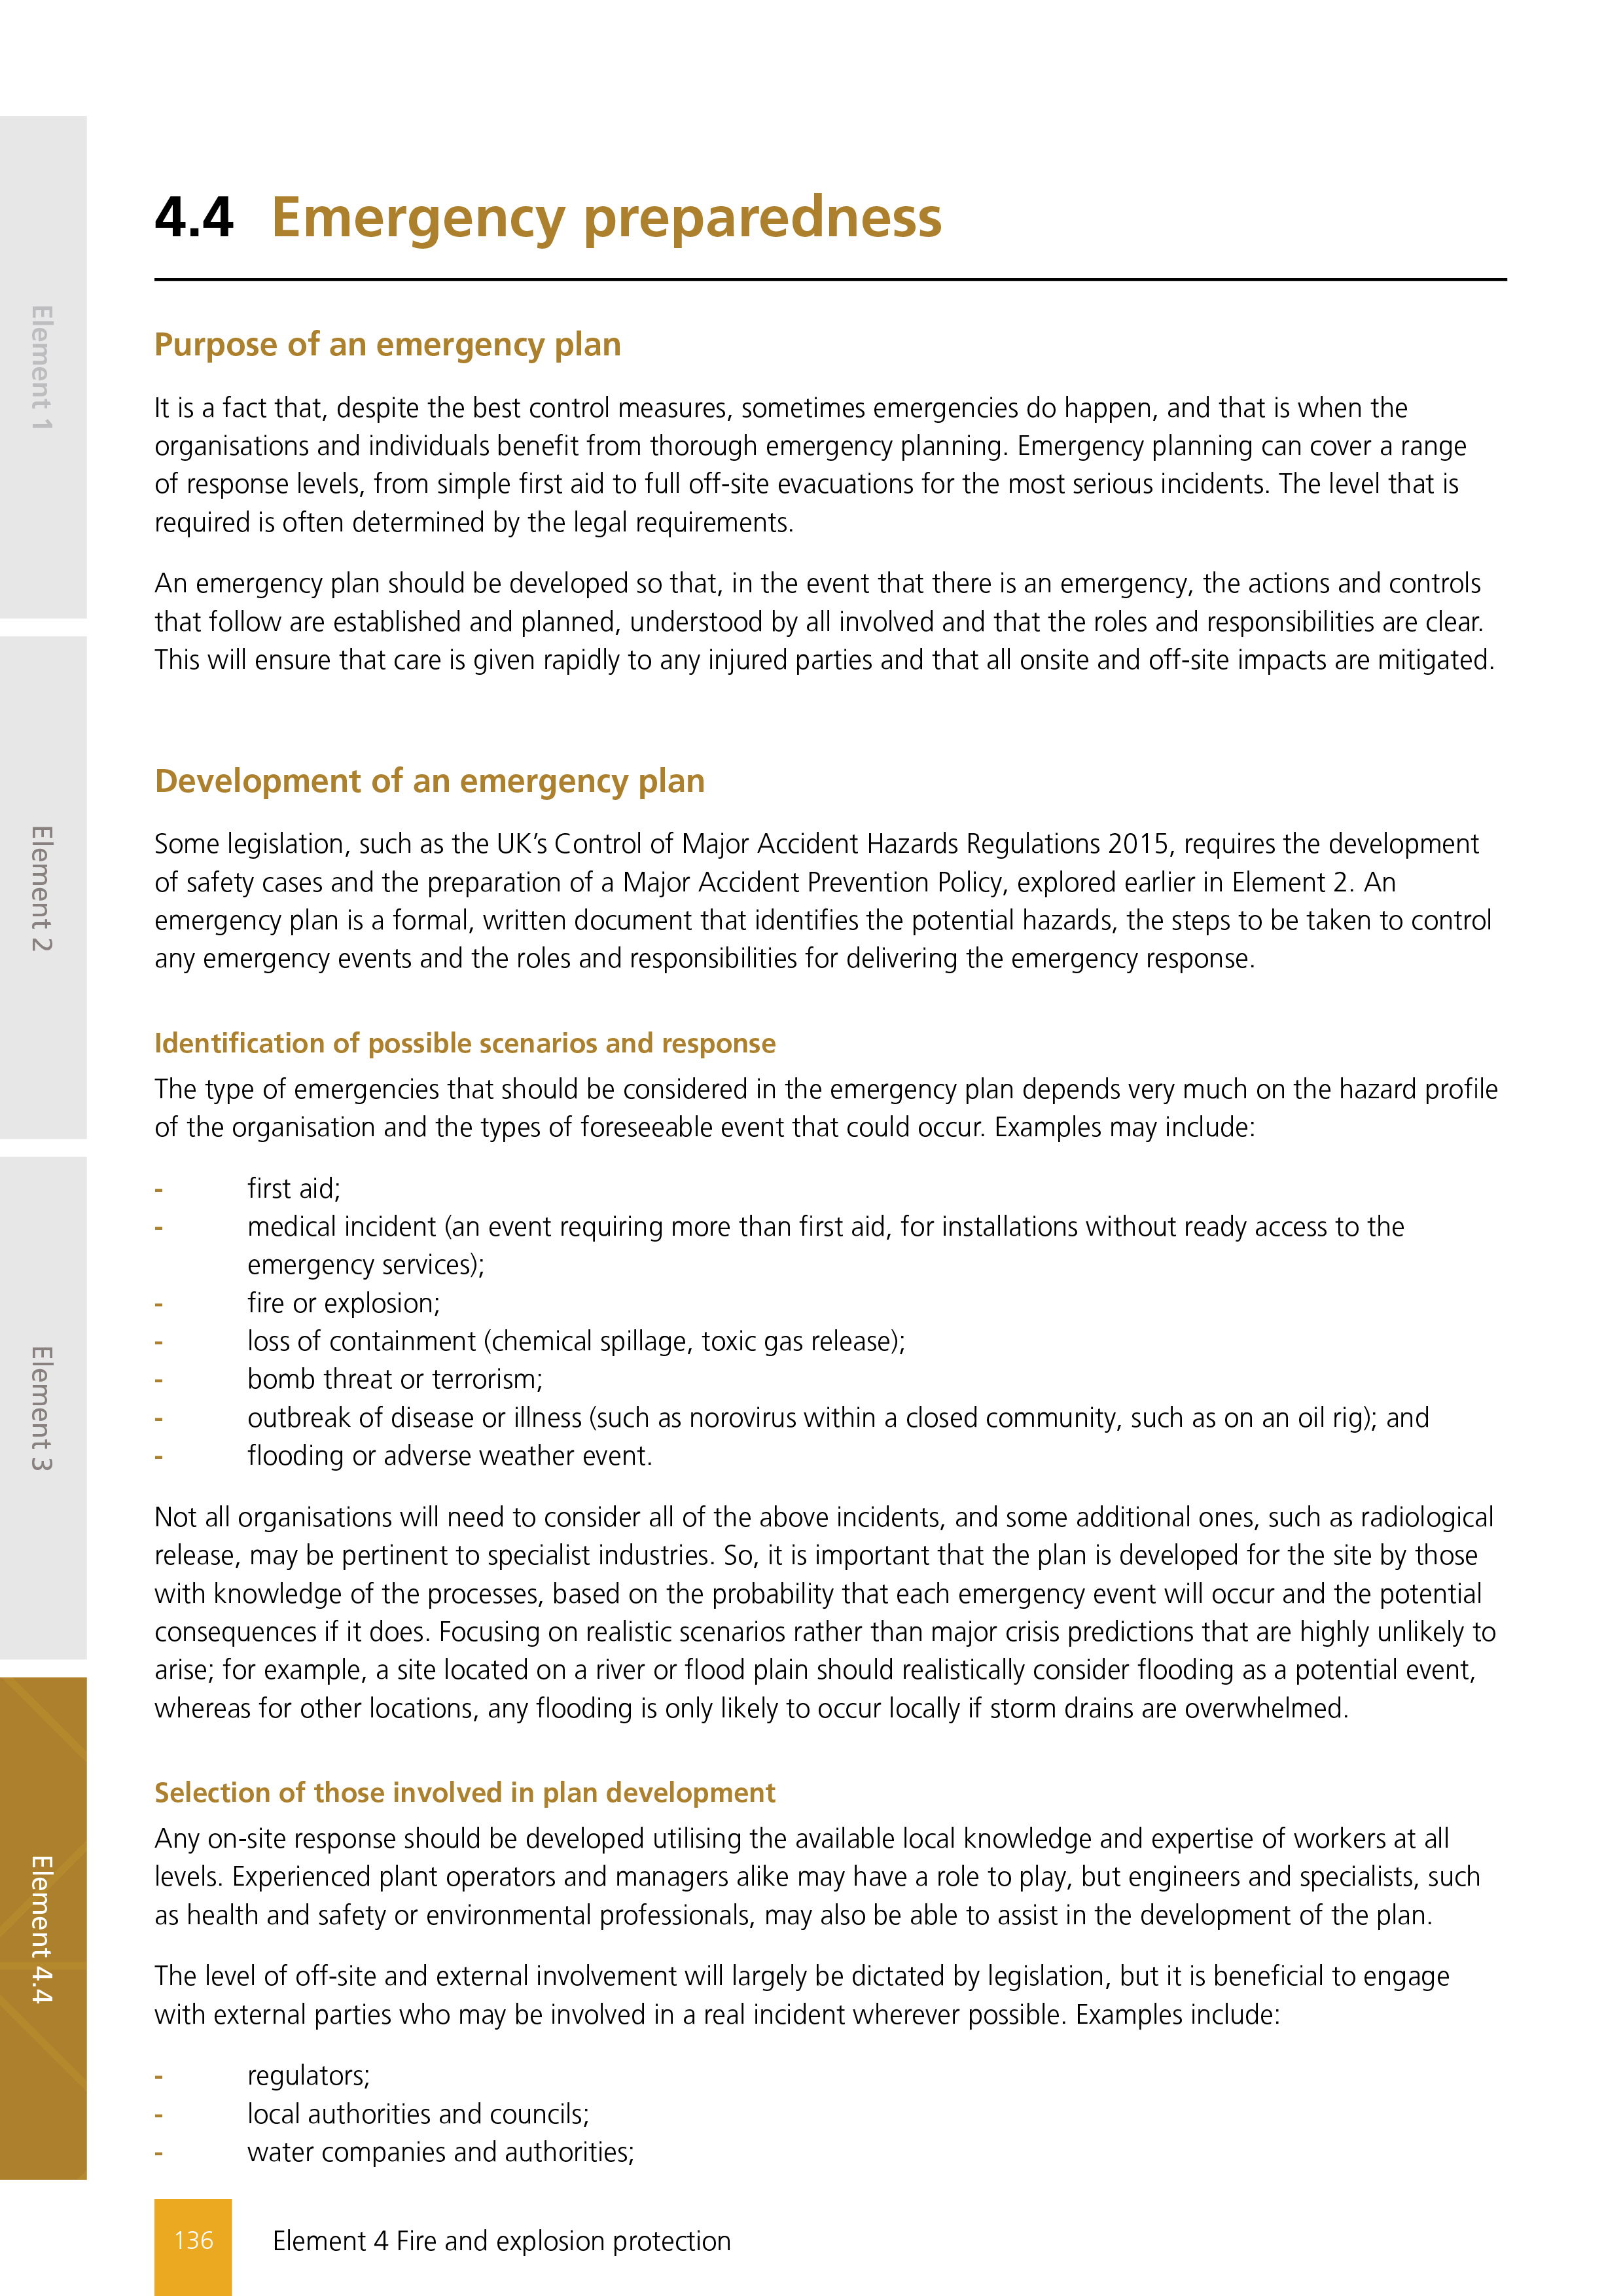 4.4 Emergency preparedness
Purpose of an emergency plan
It is a fact that, despite the best control measures, sometimes emergencies do happen, and that is when the
organisations and individuals benefit from thorough emergency planning. Emergency planning can cover a range
of response levels, from simple first aid to full off-site evacuations for the most serious incidents. The level that is
required is often determined by the legal requirements.
An emergency plan should be developed so that, in the event that there is an emergency, the actions and controls
that follow are established and planned, understood by all involved and that the roles and responsibilities are clear.
This will ensure that care is given rapidly to any injured parties and that all onsite and off-site impacts are mitigated.
Development of an emergency plan
Some legislation, such as the UK’s Control of Major Accident Hazards Regulations 2015, requires the development
of safety cases and the preparation of a Major Accident Prevention Policy, explored earlier in Element 2. An
emergency plan is a formal, written document that identifies the potential hazards, the steps to be taken to control
any emergency events and the roles and responsibilities for delivering the emergency response.
Identification of possible scenarios and response
The type of emergencies that should be considered in the emergency plan depends very much on the hazard profile
of the organisation and the types of foreseeable event that could occur. Examples may include:
- first aid;
- medical incident (an event requiring more than first aid, for installations without ready access to the
emergency services);
- fire or explosion;
- loss of containment (chemical spillage, toxic gas release);
- bomb threat or terrorism;
- outbreak of disease or illness (such as norovirus within a closed community, such as on an oil rig); and
- flooding or adverse weather event.
Not all organisations will need to consider all of the above incidents, and some additional ones, such as radiological
release, may be pertinent to specialist industries. So, it is important that the plan is developed for the site by those
with knowledge of the processes, based on the probability that each emergency event will occur and the potential
consequences if it does. Focusing on realistic scenarios rather than major crisis predictions that are highly unlikely to
arise; for example, a site located on a river or flood plain should realistically consider flooding as a potential event,
whereas for other locations, any flooding is only likely to occur locally if storm drains are overwhelmed.
Selection of those involved in plan development
Any on-site response should be developed utilising the available local knowledge and expertise of workers at all
levels. Experienced plant operators and managers alike may have a role to play, but engineers and specialists, such
as health and safety or environmental professionals, may also be able to assist in the development of the plan.
The level of off-site and external involvement will largely be dictated by legislation, but it is beneficial to engage
with external parties who may be involved in a real incident wherever possible. Examples include:
- regulators;
- local authorities and councils;
- water companies and authorities;
136 Element 4 Fire and explosion protection
Element 1
Element 2
Element 3
Element 4.4